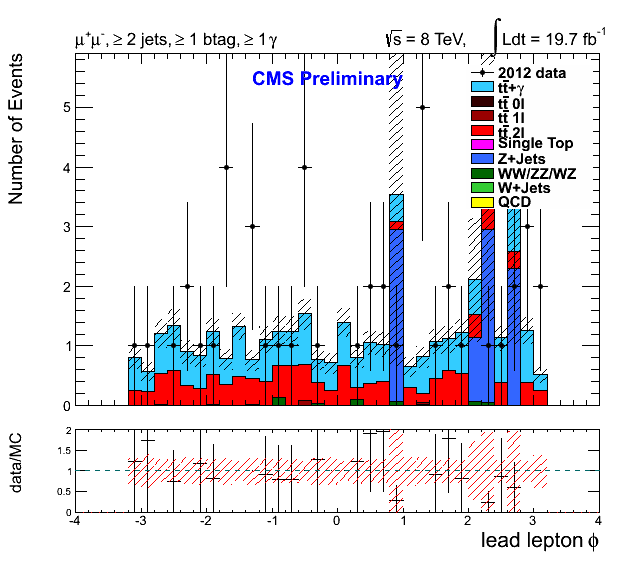 μ⁺μ⁻, ≥ 2 jets, ≥ 1 btag, ≥ 1 γ
√s = 8 TeV, ∫ Ldt = 19.7 fb⁻¹
CMS Preliminary
2012 data
tt̄+γ
tt̄ 0l
tt̄ 1l
tt̄ 2l
Single Top
Z+Jets
WW/ZZ/WZ
W+Jets
QCD
Number of Events
5
4
3
2
1
0
data/MC
2
1.5
1
0.5
0
-4 -3 -2 -1 0 1 2 3 4
lead lepton ϕ